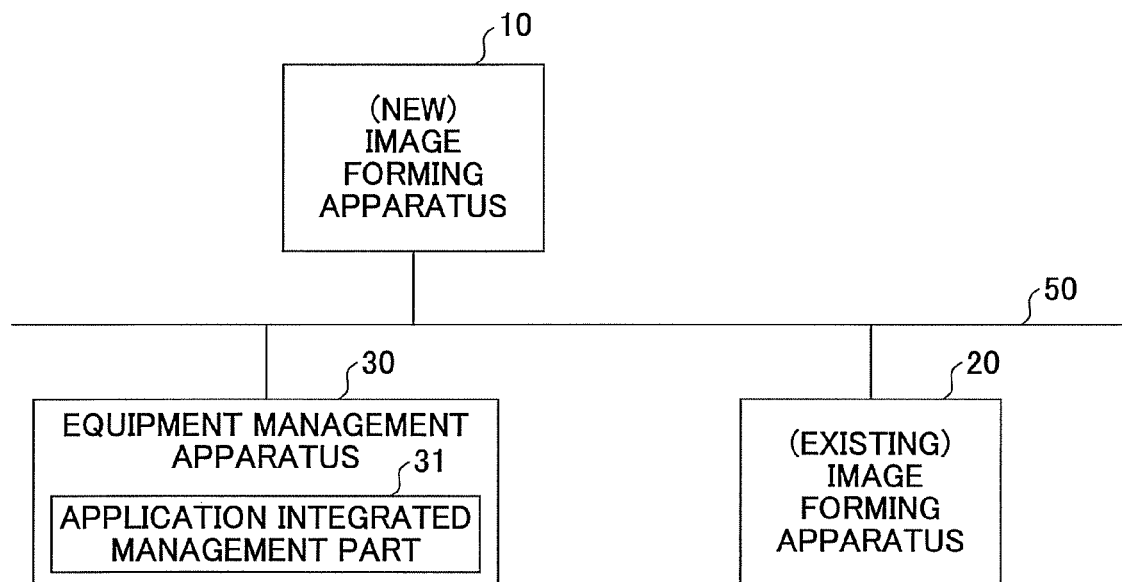 10
(NEW)
IMAGE
FORMING
APPARATUS
50
30
EQUIPMENT MANAGEMENT
APPARATUS
31
APPLICATION INTEGRATED
MANAGEMENT PART
20
(EXISTING)
IMAGE
FORMING
APPARATUS